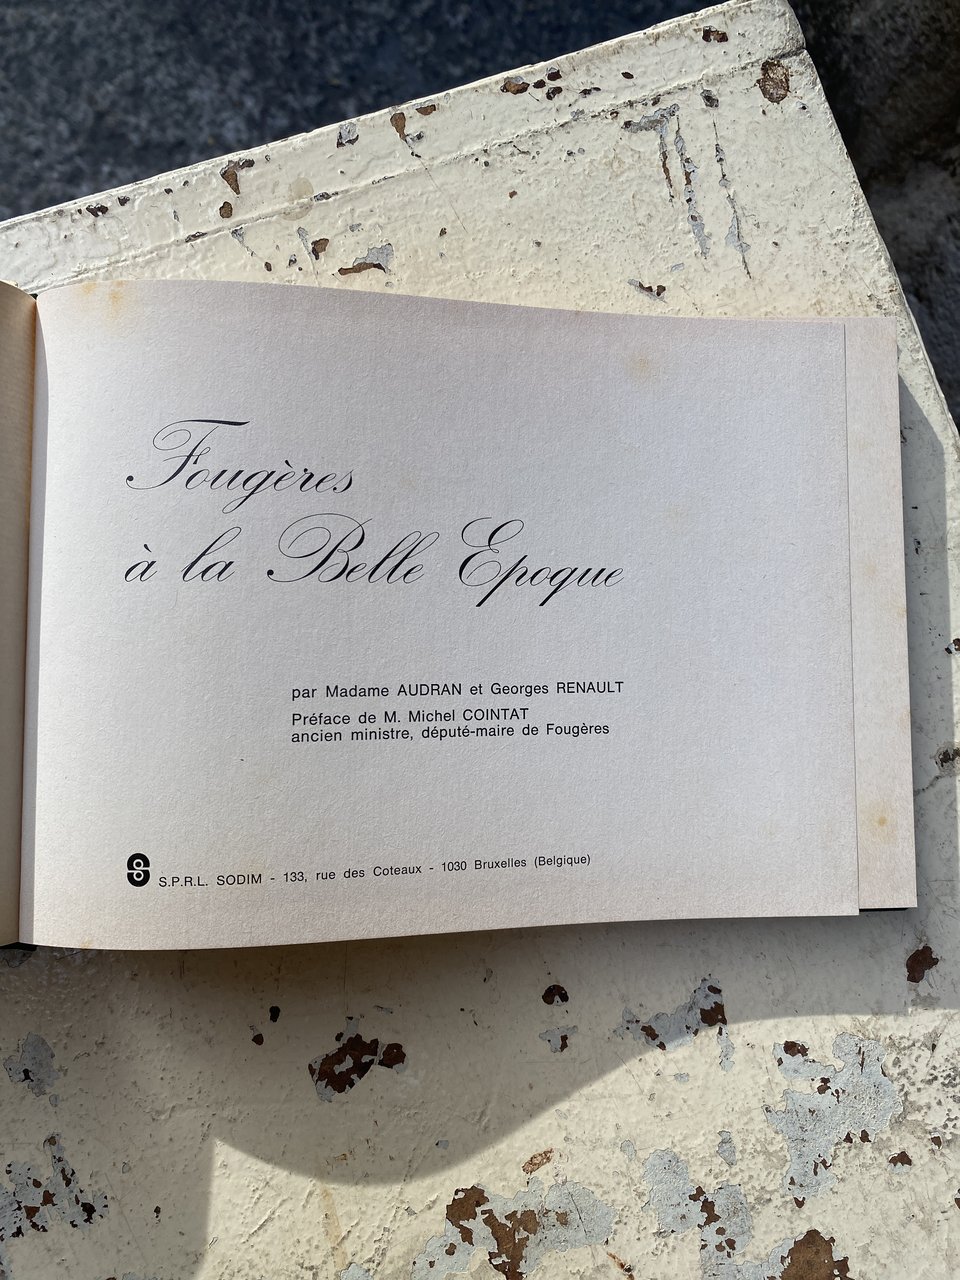 Fougères
à la Belle Epoque
par Madame AUDRAN et Georges RENAULT
Préface de M. Michel COINTAT
ancien ministre, député-maire de Fougères
S.P.R.L. SODIM - 133, rue des Coteaux - 1030 Bruxelles (Belgique)